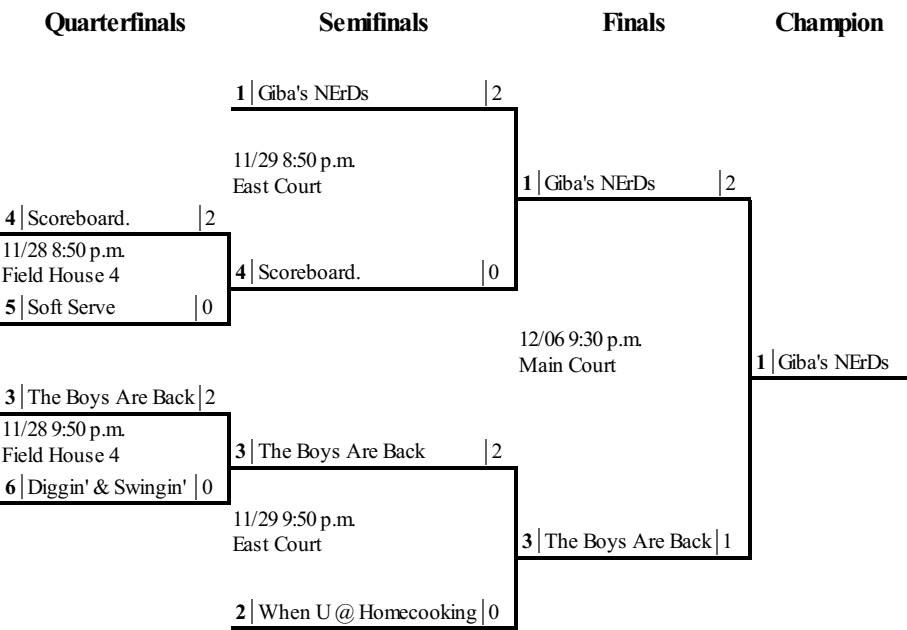 Quarterfinals Semifinals Finals Champion
1 Giba's NErDs 2
11/29 8:50 p.m.
East Court
1 Giba's NErDs 2
4 Scoreboard. 2
11/28 8:50 p.m.
Field House 4
4 Scoreboard. 0
5 Soft Serve 0
12/06 9:30 p.m.
Main Court
1 Giba's NErDs
3 The Boys Are Back 2
11/28 9:50 p.m.
Field House 4
3 The Boys Are Back 2
6 Diggin' & Swingin' 0
11/29 9:50 p.m.
East Court
3 The Boys Are Back 1
2 When U @ Homecooking 0